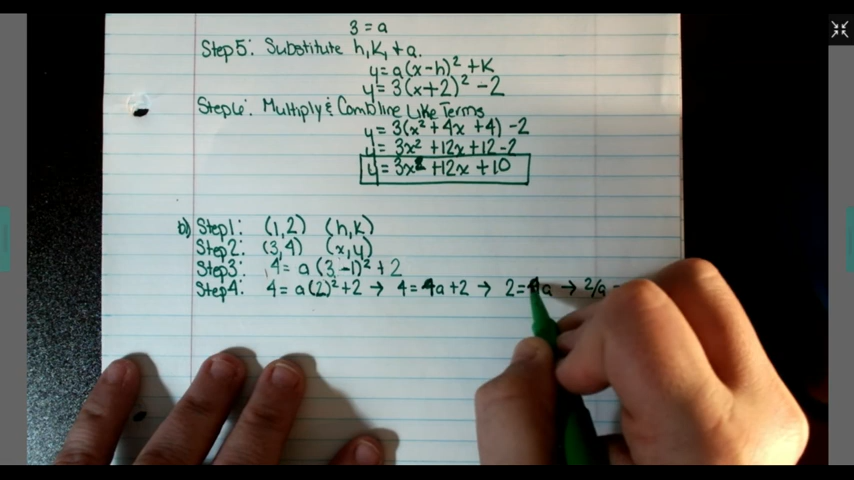 3 = a
Step 5: Substitute h, K, + a.
y = a(x-h)² + K
y = 3(x+2)² - 2
Step 6: Multiply & Combine Like Terms
y = 3(x² + 4x + 4) - 2
y = 3x² + 12x + 12 - 2
y = 3x² + 12x + 10
b) Step 1: (1,2) (h,K)
Step 2: (3,4) (x,y)
Step 3: 4 = a(3-1)² + 2
Step 4: 4 = a(2)² + 2 → 4 = 4a + 2 → 2 = 4a →